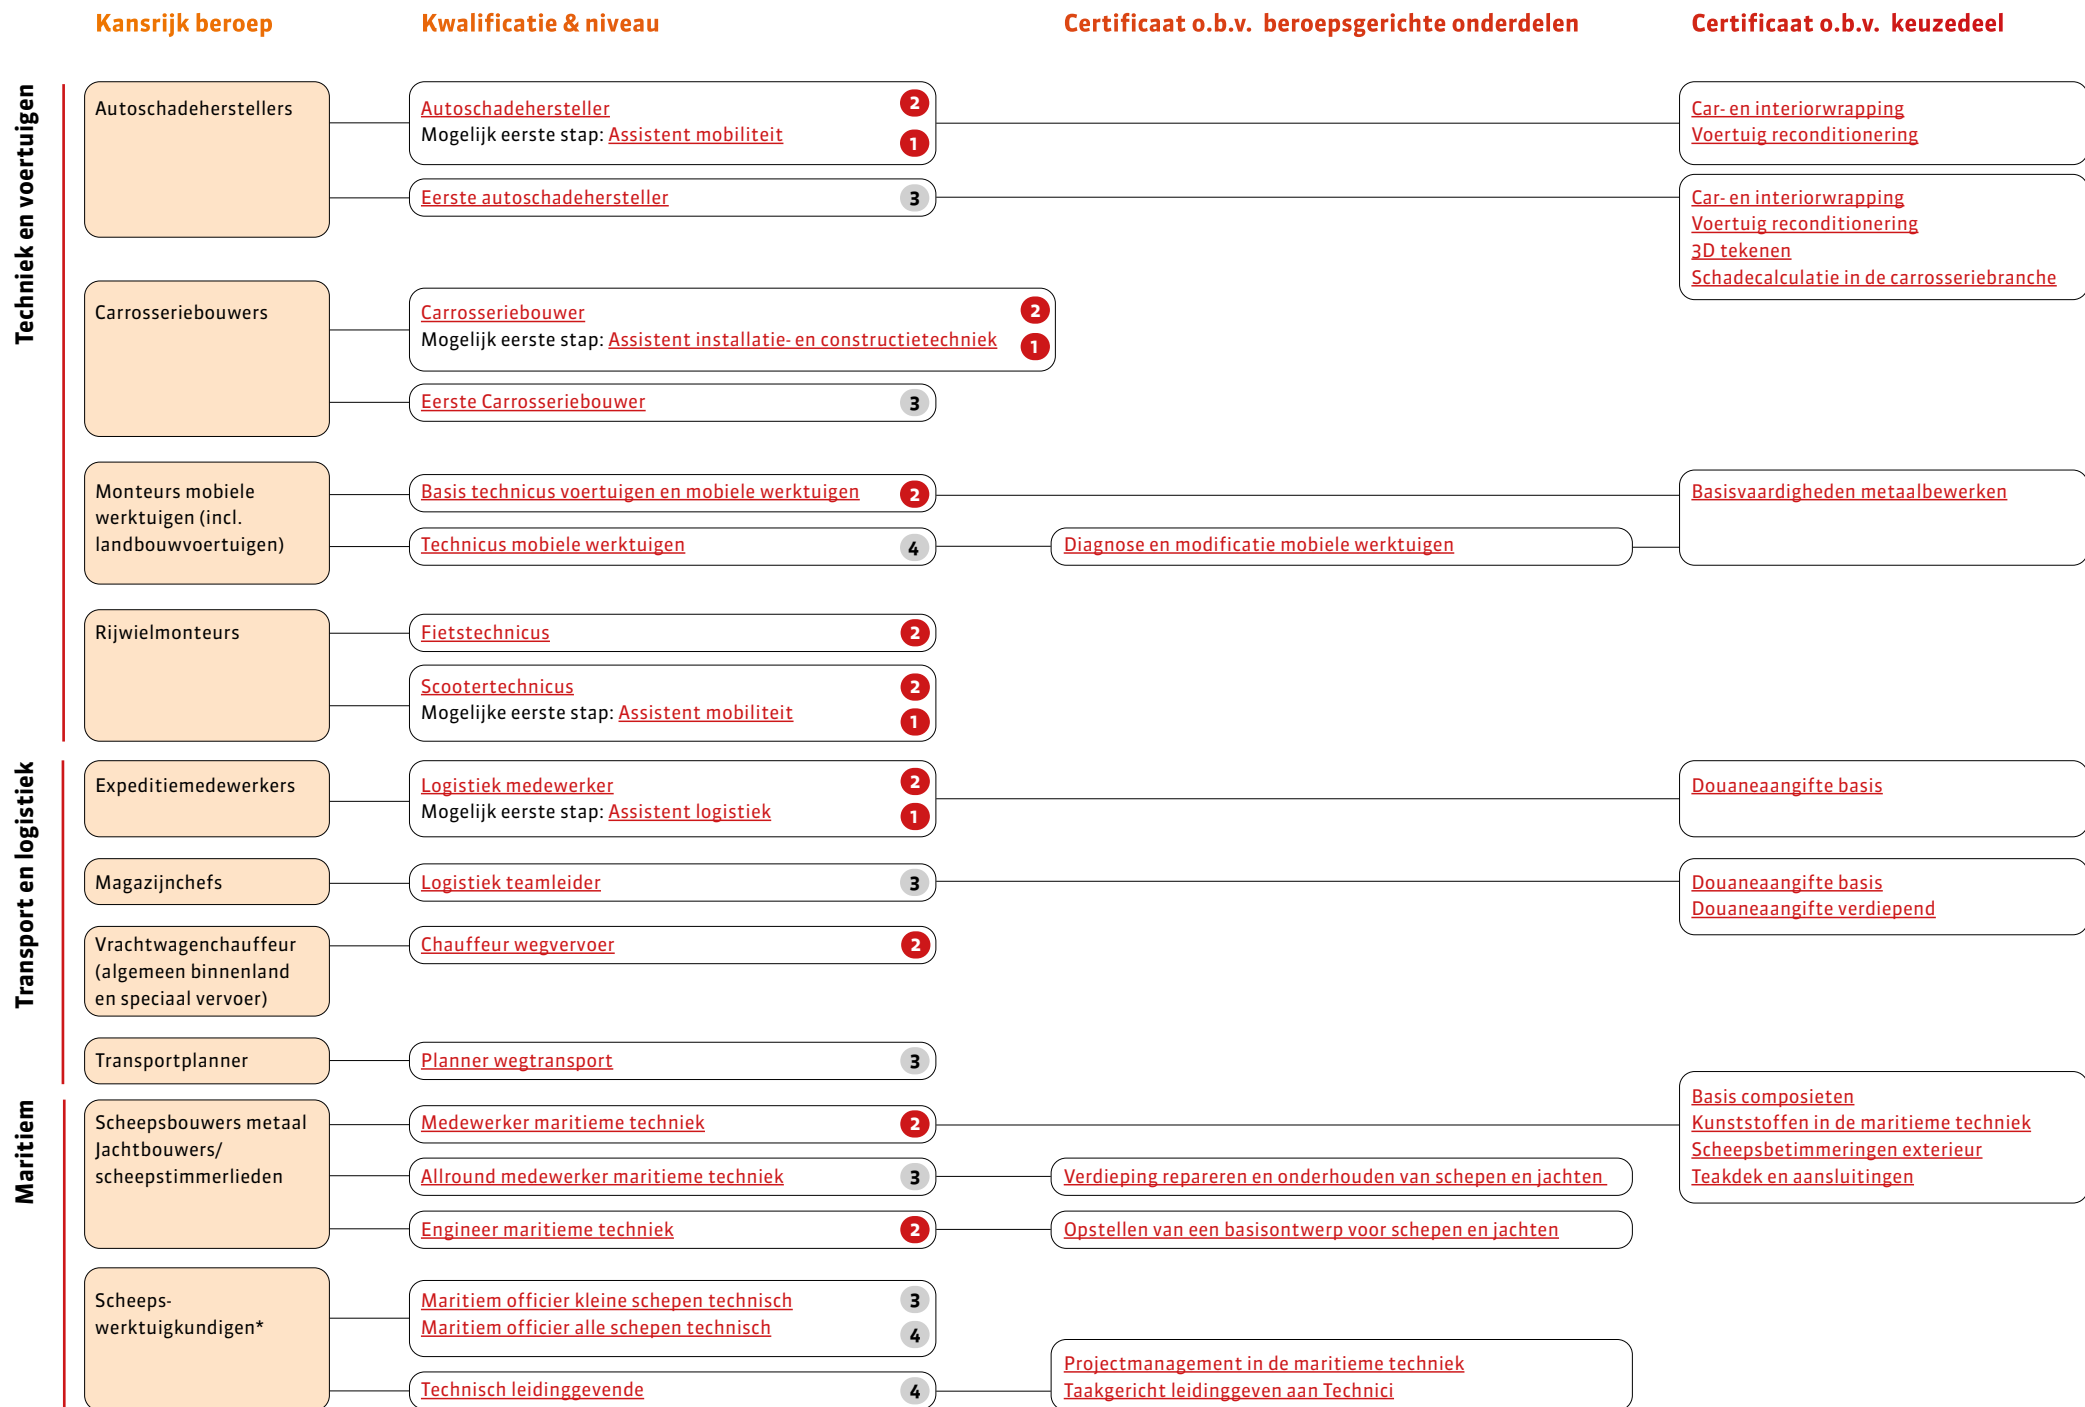 Kansrijk beroep
Kwalificatie & niveau
Certificaat o.b.v. beroepsgerichte onderdelen
Certificaat o.b.v. keuzedeel
Techniek en voertuigen
Autoschadeherstellers
Autoschadehersteller 2
Mogelijk eerste stap: Assistent mobiliteit 1
Car- en interiorwrapping
Voertuig reconditionering
Eerste autoschadehersteller 3
Car- en interiorwrapping
Voertuig reconditionering
3D tekenen
Schadecalculatie in de carrosseriebranche
Carrosseriebouwers
Carrosseriebouwer 2
Mogelijk eerste stap: Assistent installatie- en constructietechniek 1
Eerste Carrosseriebouwer 3
Monteurs mobiele
werktuigen (incl.
landbouwvoertuigen)
Basis technicus voertuigen en mobiele werktuigen 2
Basisvaardigheden metaalbewerken
Technicus mobiele werktuigen 4
Diagnose en modificatie mobiele werktuigen
Rijwielmonteurs
Fietstechnicus 2
Scootertechnicus 2
Mogelijke eerste stap: Assistent mobiliteit 1
Transport en logistiek
Expeditiemedewerkers
Logistiek medewerker 2
Mogelijk eerste stap: Assistent logistiek 1
Douaneaangifte basis
Magazijnchefs
Logistiek teamleider 3
Douaneaangifte basis
Douaneaangifte verdiepend
Vrachtwagenchauffeur
(algemeen binnenland
en speciaal vervoer)
Chauffeur wegvervoer 2
Transportplanner
Planner wegtransport 3
Maritiem
Scheepsbouwers metaal
Jachtbouwers/
scheepstimmerlieden
Medewerker maritieme techniek 2
Basis composieten
Kunststoffen in de maritieme techniek
Scheepsbetimmeringen exterieur
Teakdek en aansluitingen
Allround medewerker maritieme techniek 3
Verdieping repareren en onderhouden van schepen en jachten
Engineer maritieme techniek 2
Opstellen van een basisontwerp voor schepen en jachten
Scheeps-
werktuigkundigen*
Maritiem officier kleine schepen technisch 3
Maritiem officier alle schepen technisch 4
Technisch leidinggevende 4
Projectmanagement in de maritieme techniek
Taakgericht leidinggeven aan Technici